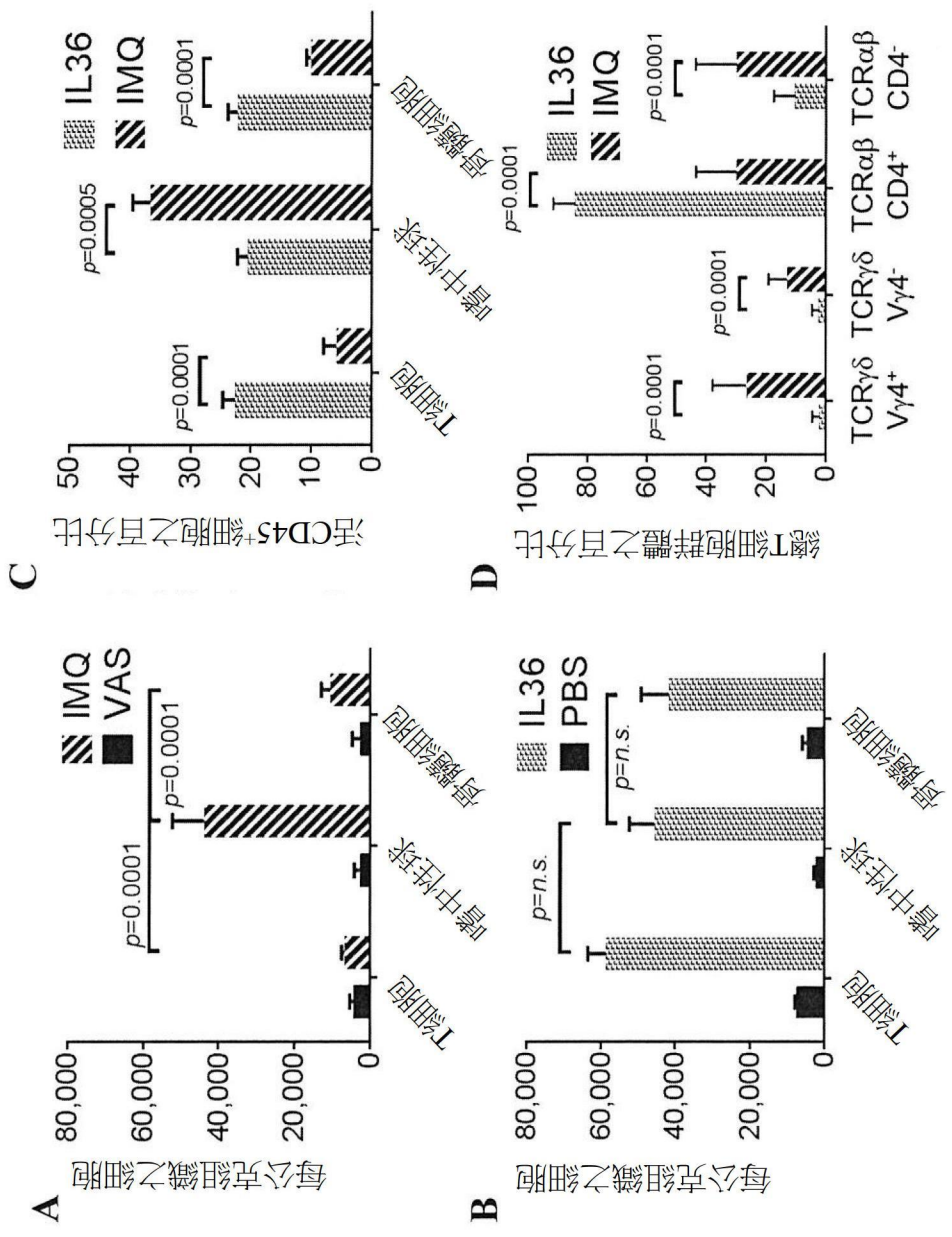 A
每公克組織之細胞
80,000
60,000
40,000
20,000
0
IMQ
VAS
p=0.0001
p=0.0001
T細胞
嗜中性球
骨髓細胞
B
每公克組織之細胞
80,000
60,000
40,000
20,000
0
IL36
PBS
p=n.s.
p=n.s.
T細胞
嗜中性球
骨髓細胞
C
活CD45⁺細胞之百分比
50
40
30
20
10
0
IL36
IMQ
p=0.0001
p=0.0005
p=0.0001
T細胞
嗜中性球
骨髓細胞
D
總T細胞群體之百分比
100
80
60
40
20
0
IL36
IMQ
p=0.0001
p=0.0001
p=0.0001
p=0.0001
TCRγδ
Vγ4⁺
TCRγδ
Vγ4-
TCRαβ
CD4⁺
TCRαβ
CD4-